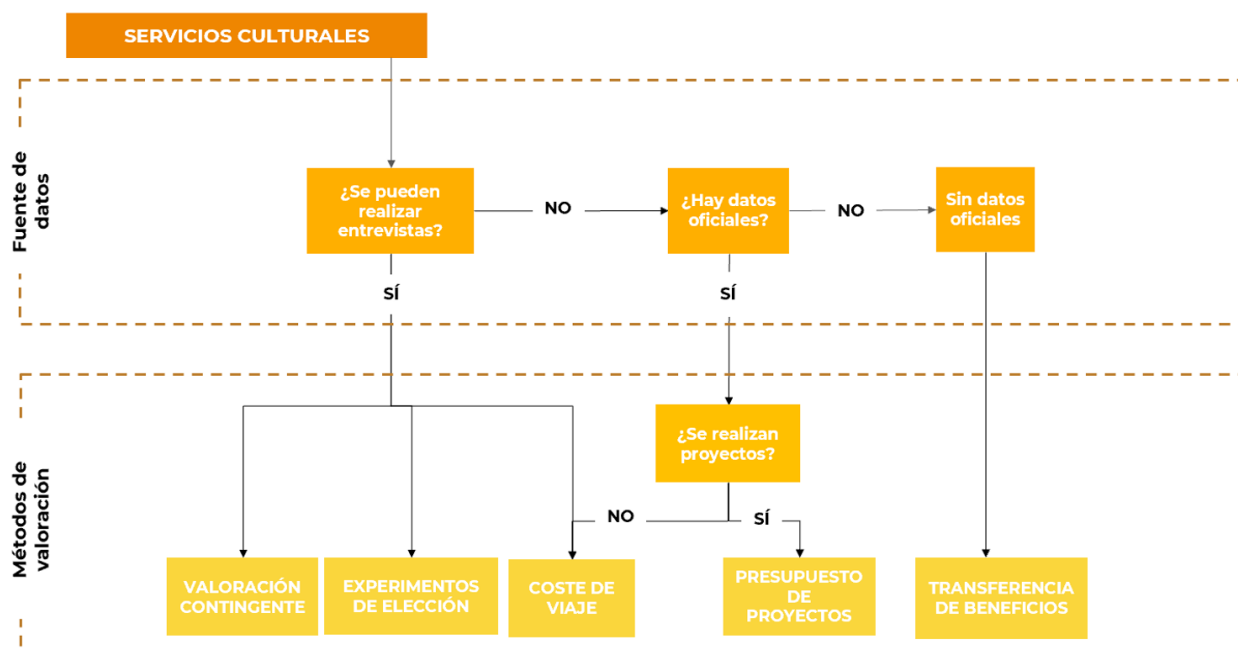 SERVICIOS CULTURALES
Fuente de
datos
¿Se pueden
realizar
entrevistas?
NO
¿Hay datos
oficiales?
NO
Sin datos
oficiales
SÍ
SÍ
Métodos de
valoración
¿Se realizan
proyectos?
NO
SÍ
VALORACIÓN
CONTINGENTE
EXPERIMENTOS
DE ELECCIÓN
COSTE DE
VIAJE
PRESUPUESTO
DE
PROYECTOS
TRANSFERENCIA
DE BENEFICIOS